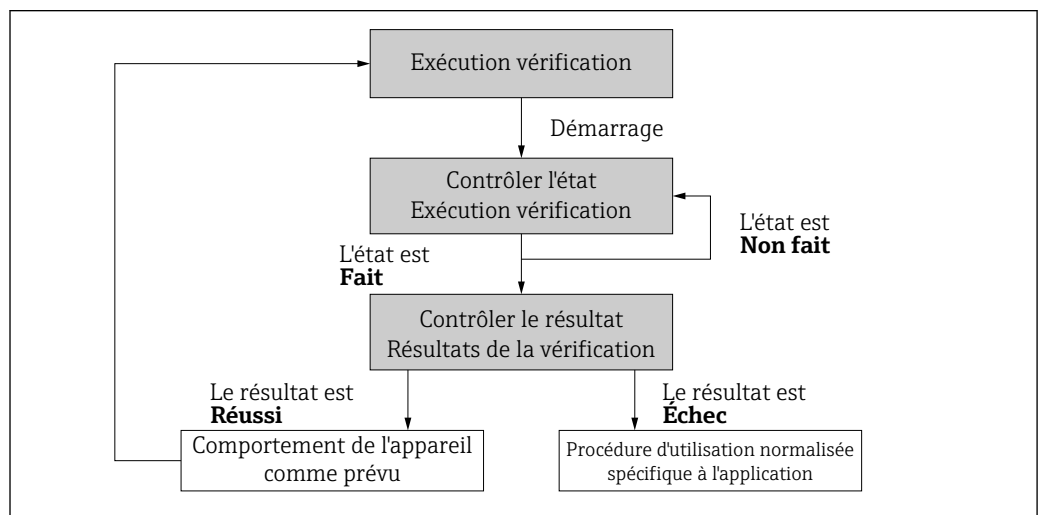 Exécution vérification
Démarrage
Contrôler l'état
Exécution vérification
L'état est
Non fait
L'état est
Fait
Contrôler le résultat
Résultats de la vérification
Le résultat est
Réussi
Le résultat est
Échec
Comportement de l'appareil
comme prévu
Procédure d'utilisation normalisée
spécifique à l'application